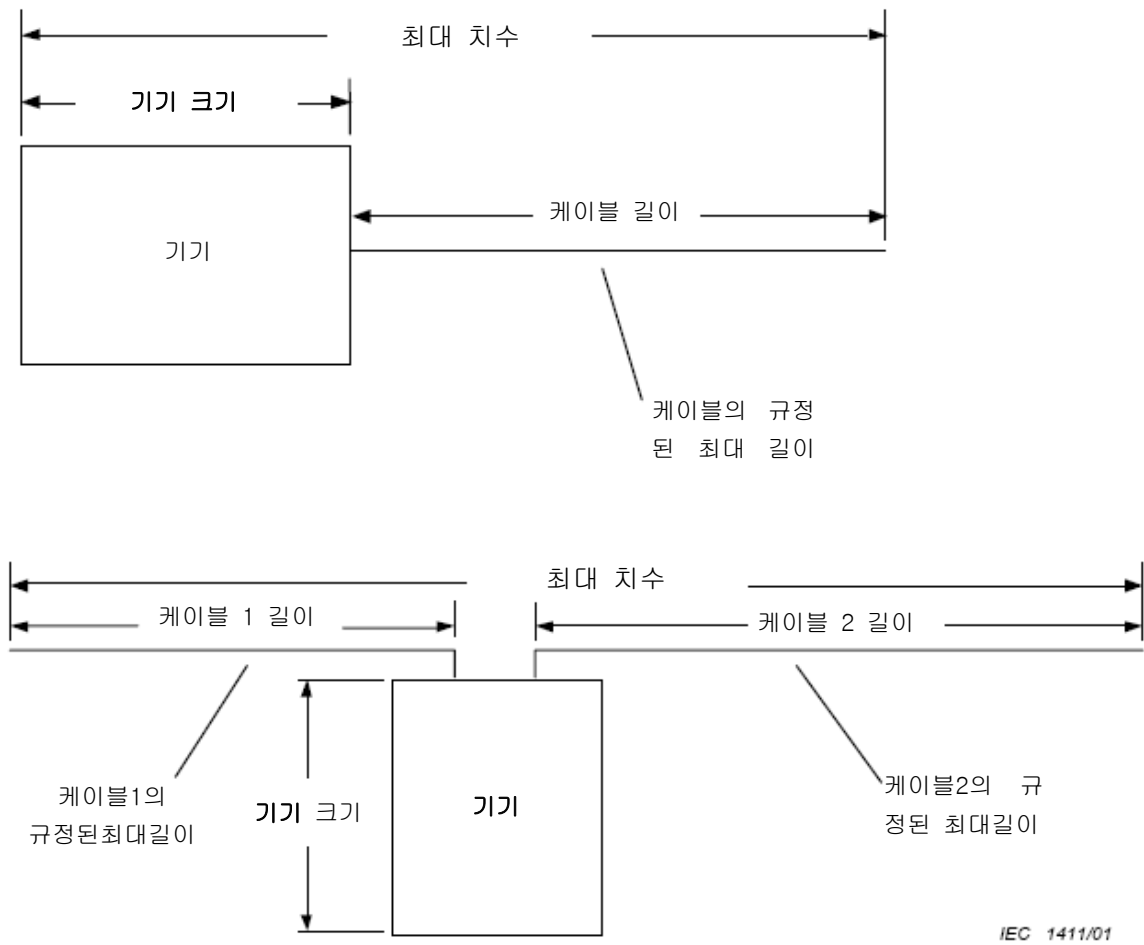 최대 치수
기기 크기
케이블 길이
기기
케이블의 규정
된 최대 길이
최대 치수
케이블 1 길이
케이블 2 길이
케이블1의
규정된최대길이
기기 크기
기기
케이블2의 규
정된 최대길이
IEC 1411/01